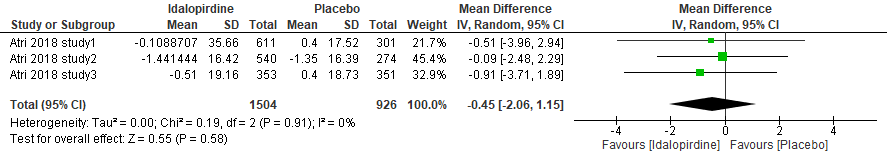 Idalopirdine Placebo Mean Difference Mean Difference
Study or Subgroup Mean SD Total Mean SD Total Weight IV, Random, 95% CI IV, Random, 95% CI
Atri 2018 study1 -0.1088707 35.66 611 0.4 17.52 301 21.7% -0.51 [-3.96, 2.94]
Atri 2018 study2 -1.441444 16.42 540 -1.35 16.39 274 45.4% -0.09 [-2.48, 2.29]
Atri 2018 study3 -0.51 19.16 353 0.4 18.73 351 32.9% -0.91 [-3.71, 1.89]
Total (95% CI) 1504 926 100.0% -0.45 [-2.06, 1.15]
Heterogeneity: Tau² = 0.00; Chi² = 0.19, df = 2 (P = 0.91); I² = 0%
Test for overall effect: Z = 0.55 (P = 0.58)
-4 -2 0 2 4
Favours [Idalopirdine] Favours [Placebo]